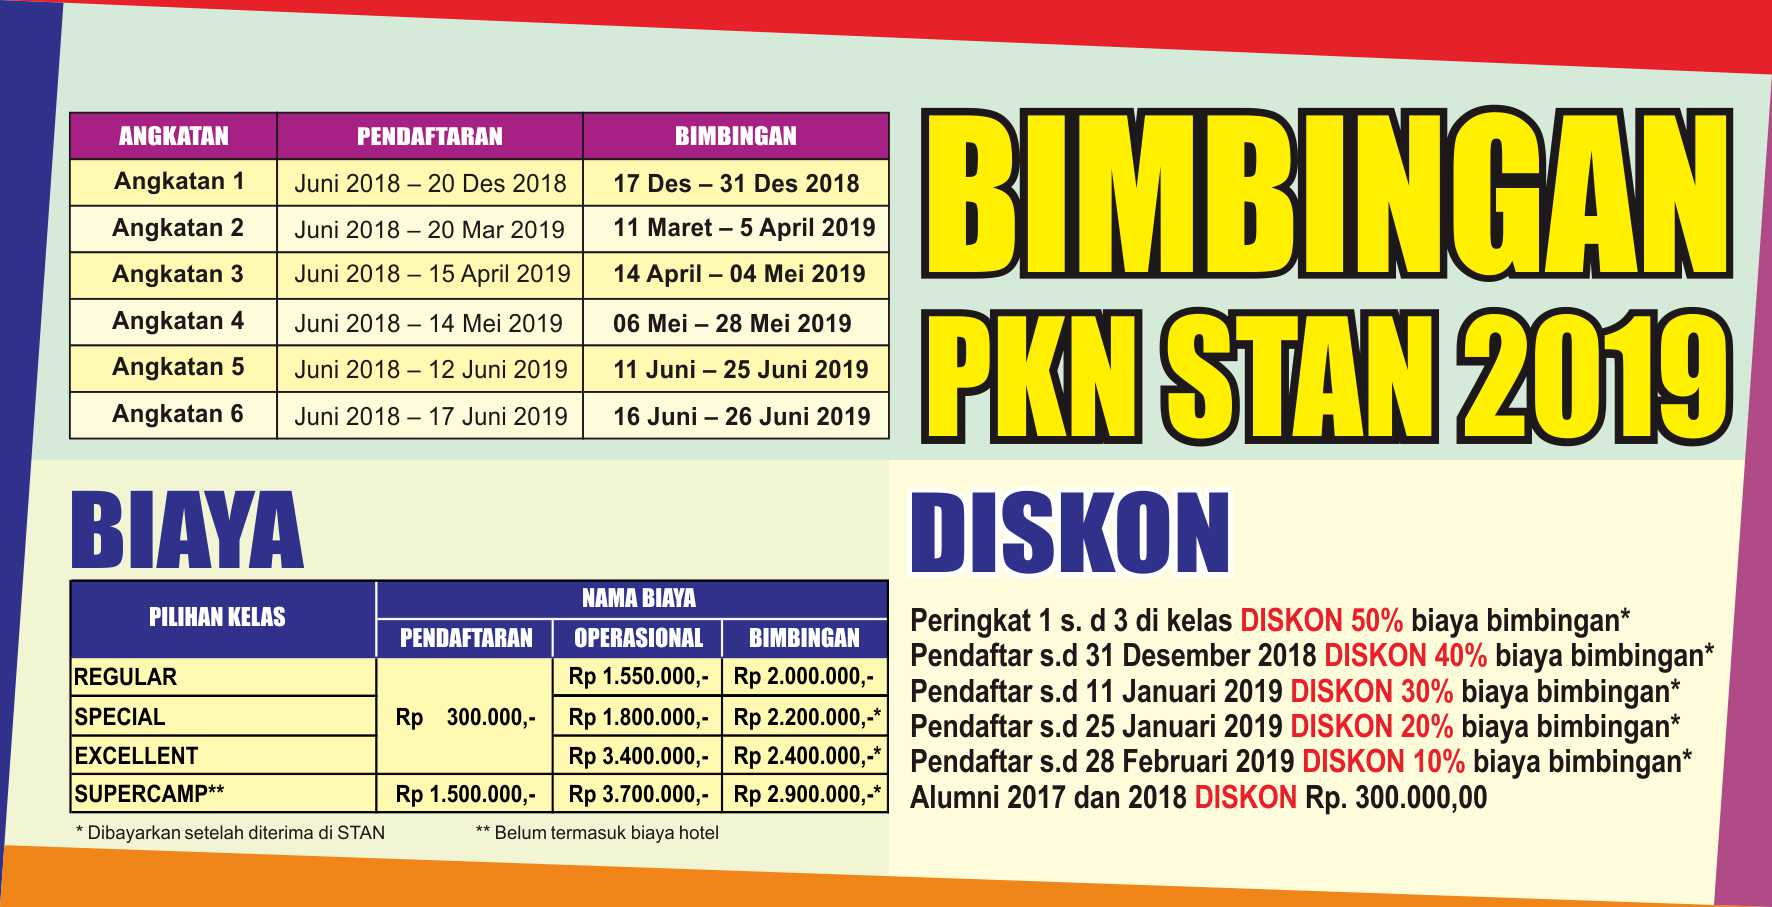 BIMBINGAN
PKN STAN 2019
ANGKATAN PENDAFTARAN BIMBINGAN
Angkatan 1 Juni 2018 – 20 Des 2018 17 Des – 31 Des 2018
Angkatan 2 Juni 2018 – 20 Mar 2019 11 Maret – 5 April 2019
Angkatan 3 Juni 2018 – 15 April 2019 14 April – 04 Mei 2019
Angkatan 4 Juni 2018 – 14 Mei 2019 06 Mei – 28 Mei 2019
Angkatan 5 Juni 2018 – 12 Juni 2019 11 Juni – 25 Juni 2019
Angkatan 6 Juni 2018 – 17 Juni 2019 16 Juni – 26 Juni 2019
BIAYA
PILIHAN KELAS NAMA BIAYA
PENDAFTARAN OPERASIONAL BIMBINGAN
REGULAR Rp 1.550.000,- Rp 2.000.000,-
SPECIAL Rp 300.000,- Rp 1.800.000,- Rp 2.200.000,-*
EXCELLENT Rp 3.400.000,- Rp 2.400.000,-*
SUPERCAMP** Rp 1.500.000,- Rp 3.700.000,- Rp 2.900.000,-*
* Dibayarkan setelah diterima di STAN ** Belum termasuk biaya hotel
DISKON
Peringkat 1 s. d 3 di kelas DISKON 50% biaya bimbingan*
Pendaftar s.d 31 Desember 2018 DISKON 40% biaya bimbingan*
Pendaftar s.d 11 Januari 2019 DISKON 30% biaya bimbingan*
Pendaftar s.d 25 Januari 2019 DISKON 20% biaya bimbingan*
Pendaftar s.d 28 Februari 2019 DISKON 10% biaya bimbingan*
Alumni 2017 dan 2018 DISKON Rp. 300.000,00